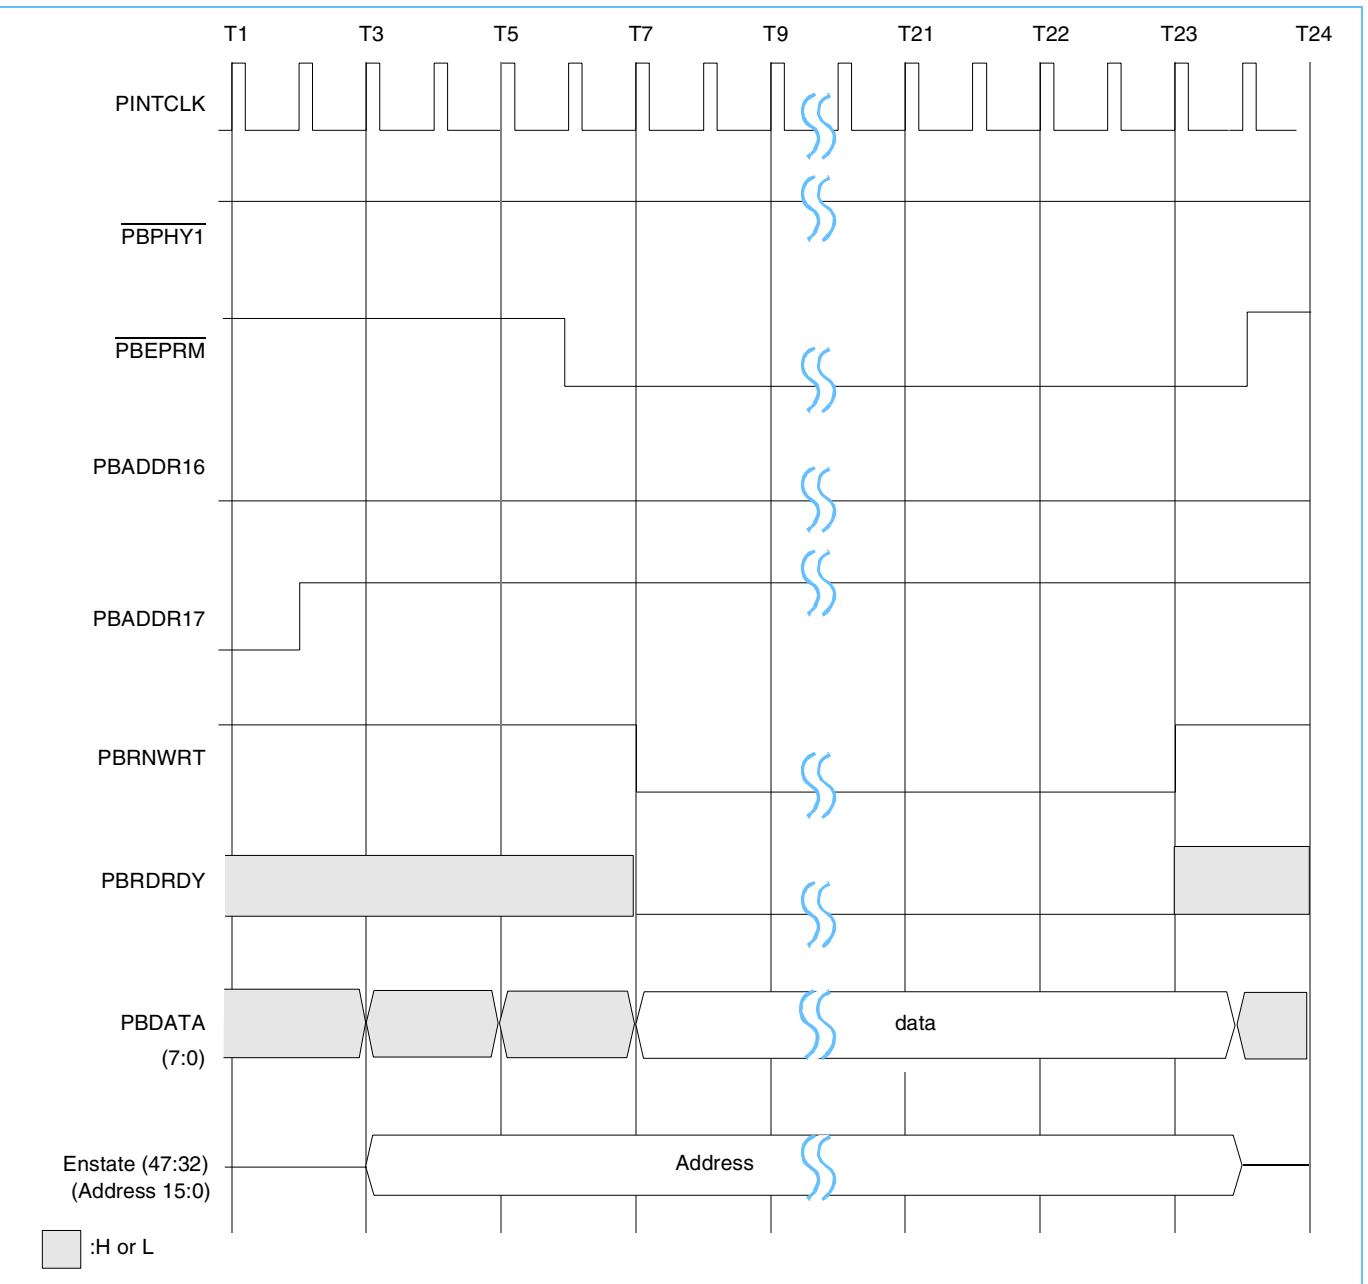 T1 T3 T5 T7 T9 T21 T22 T23 T24
PINTCLK
PBPHY1
PBEPRM
PBADDR16
PBADDR17
PBRNWRT
PBRDRDY
PBDATA
(7:0)
data
Enstate (47:32)
(Address 15:0)
Address
:H or L